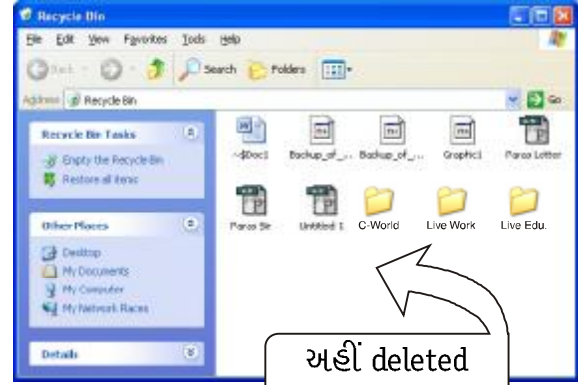 Recycle Bin
File Edit View Favorites Tools Help
Back Search Folders
Address Recycle Bin Go
Recycle Bin Tasks
Empty the Recycle Bin
Restore all items
Other Places
Desktop
My Documents
My Computer
My Network Places
Details
~$Doc1 Backup_of_... Backup_of_... Graphic1 Paras Letter
Paras Sir Untitled 1 C-World Live Work Live Edu.
અહીં deleted